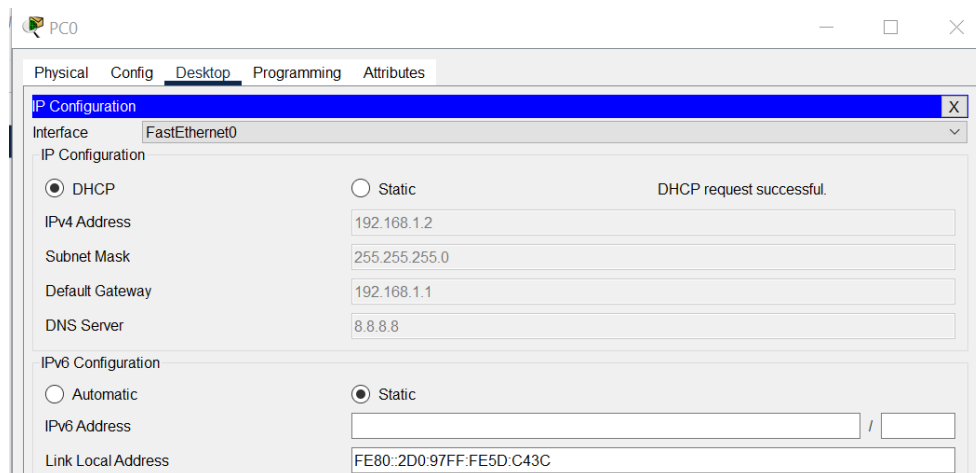 PC0
Physical Config Desktop Programming Attributes
IP Configuration X
Interface FastEthernet0
IP Configuration
DHCP Static DHCP request successful.
IPv4 Address 192.168.1.2
Subnet Mask 255.255.255.0
Default Gateway 192.168.1.1
DNS Server 8.8.8.8
IPv6 Configuration
Automatic Static
IPv6 Address /
Link Local Address FE80::2D0:97FF:FE5D:C43C